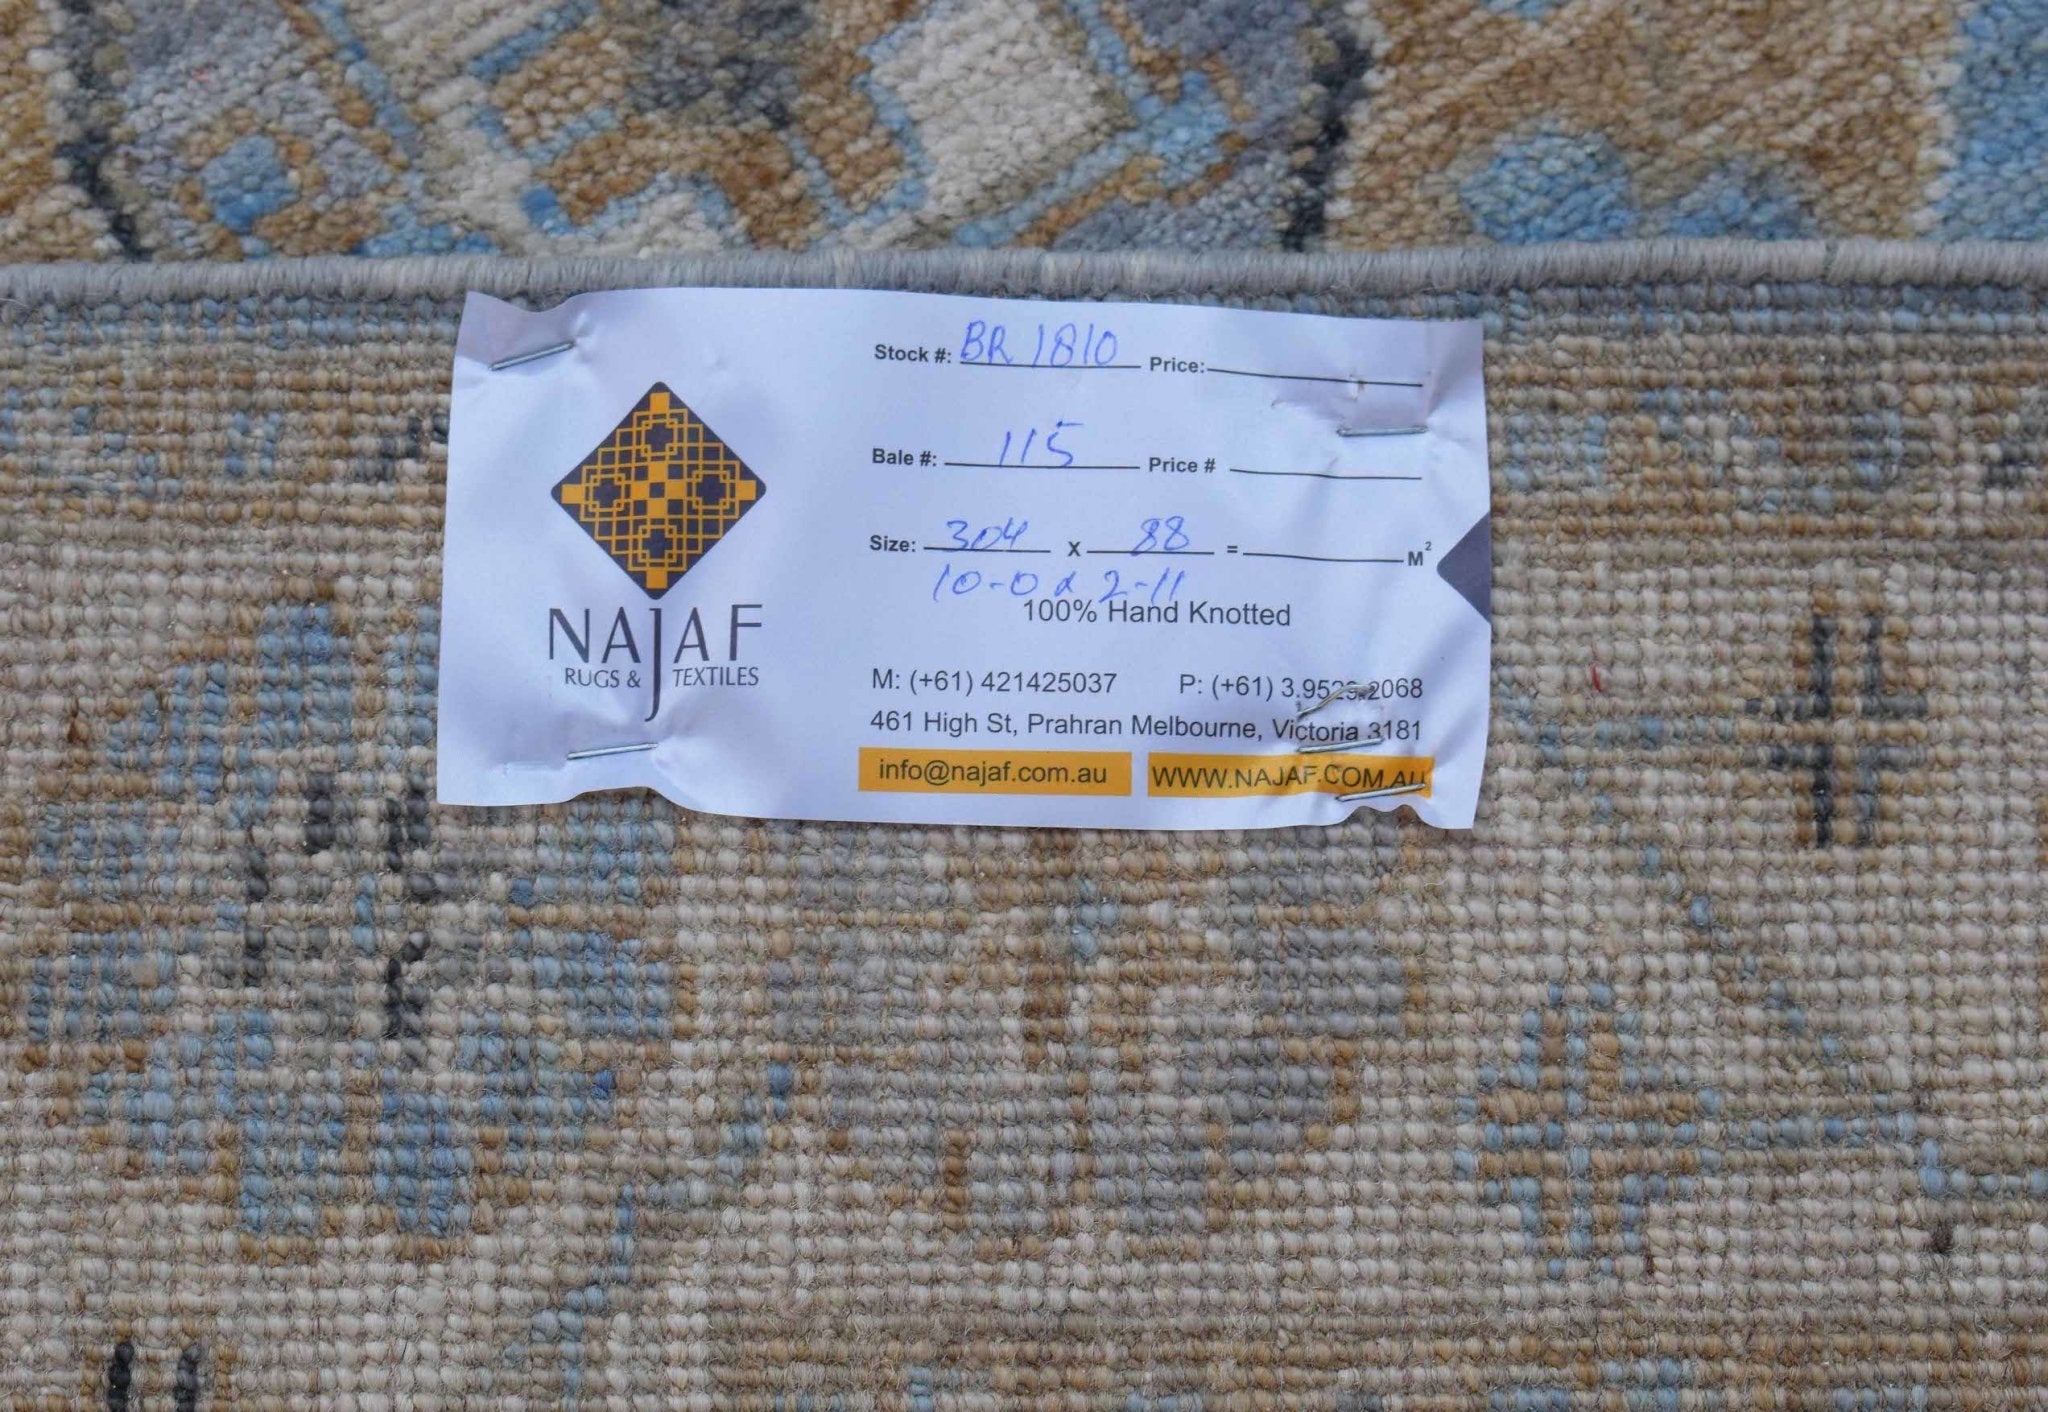 NAJAF
RUGS & TEXTILES
Stock #: BR 1810 Price:
Bale #: 115 Price #
Size: 304 x 88 = M²
10-0 x 2-11
100% Hand Knotted
M: (+61) 421425037 P: (+61) 3.9529.2068
461 High St, Prahran Melbourne, Victoria 3181
info@najaf.com.au WWW.NAJAF.COM.AU